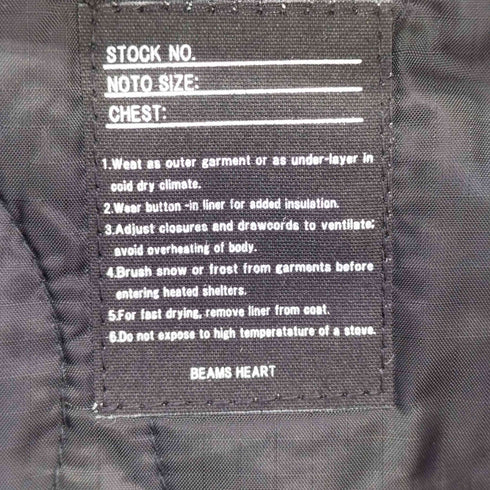 STOCK NO.
NOTO SIZE:
CHEST:
1.Weat as outer garment or as under-layer in
cold dry climate.
2.Wear button -in liner for added insulation.
3.Adjust closures and drawcords to ventilate;
avoid overheating of body.
4.Brush snow or frost from garments before
entering heated shelters.
5.For fast drying, remove liner from coat.
6.Do not expose to high temperatature of a stove.
BEAMS HEART